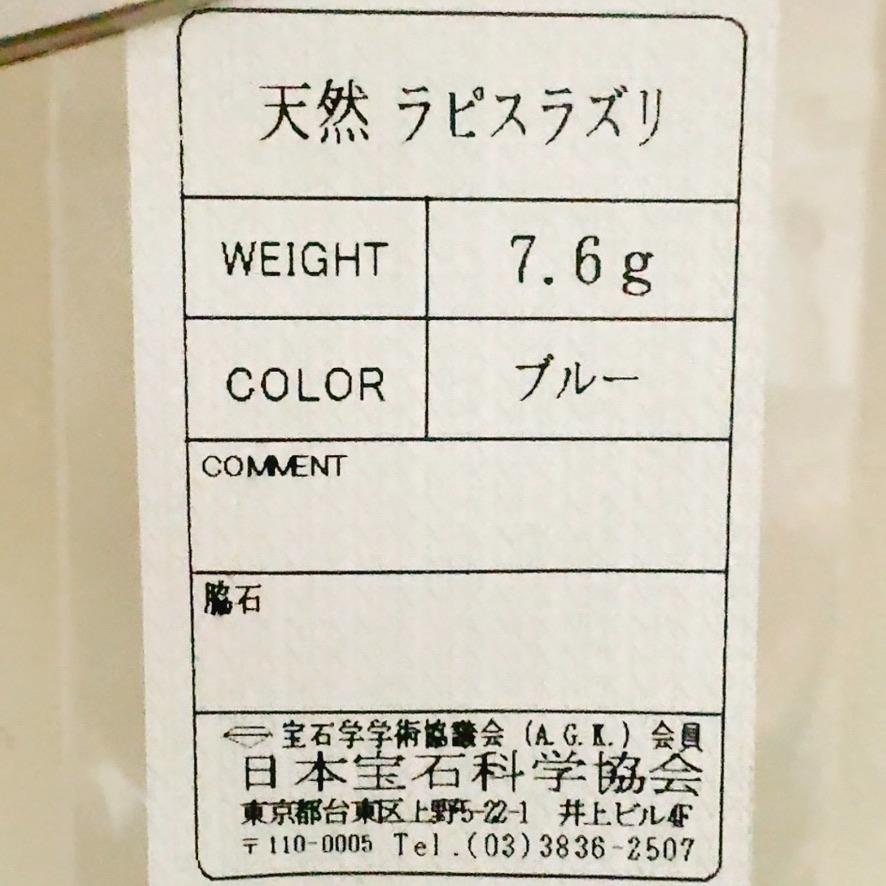 天然 ラピスラズリ
WEIGHT 7.6g
COLOR ブルー
COMMENT
脇石
宝石学学術協議会 (A.G.K.) 会員
日本宝石科学協会
東京都台東区上野5-22-1 井上ビル4F
〒110-0005 Tel.(03)3836-2507